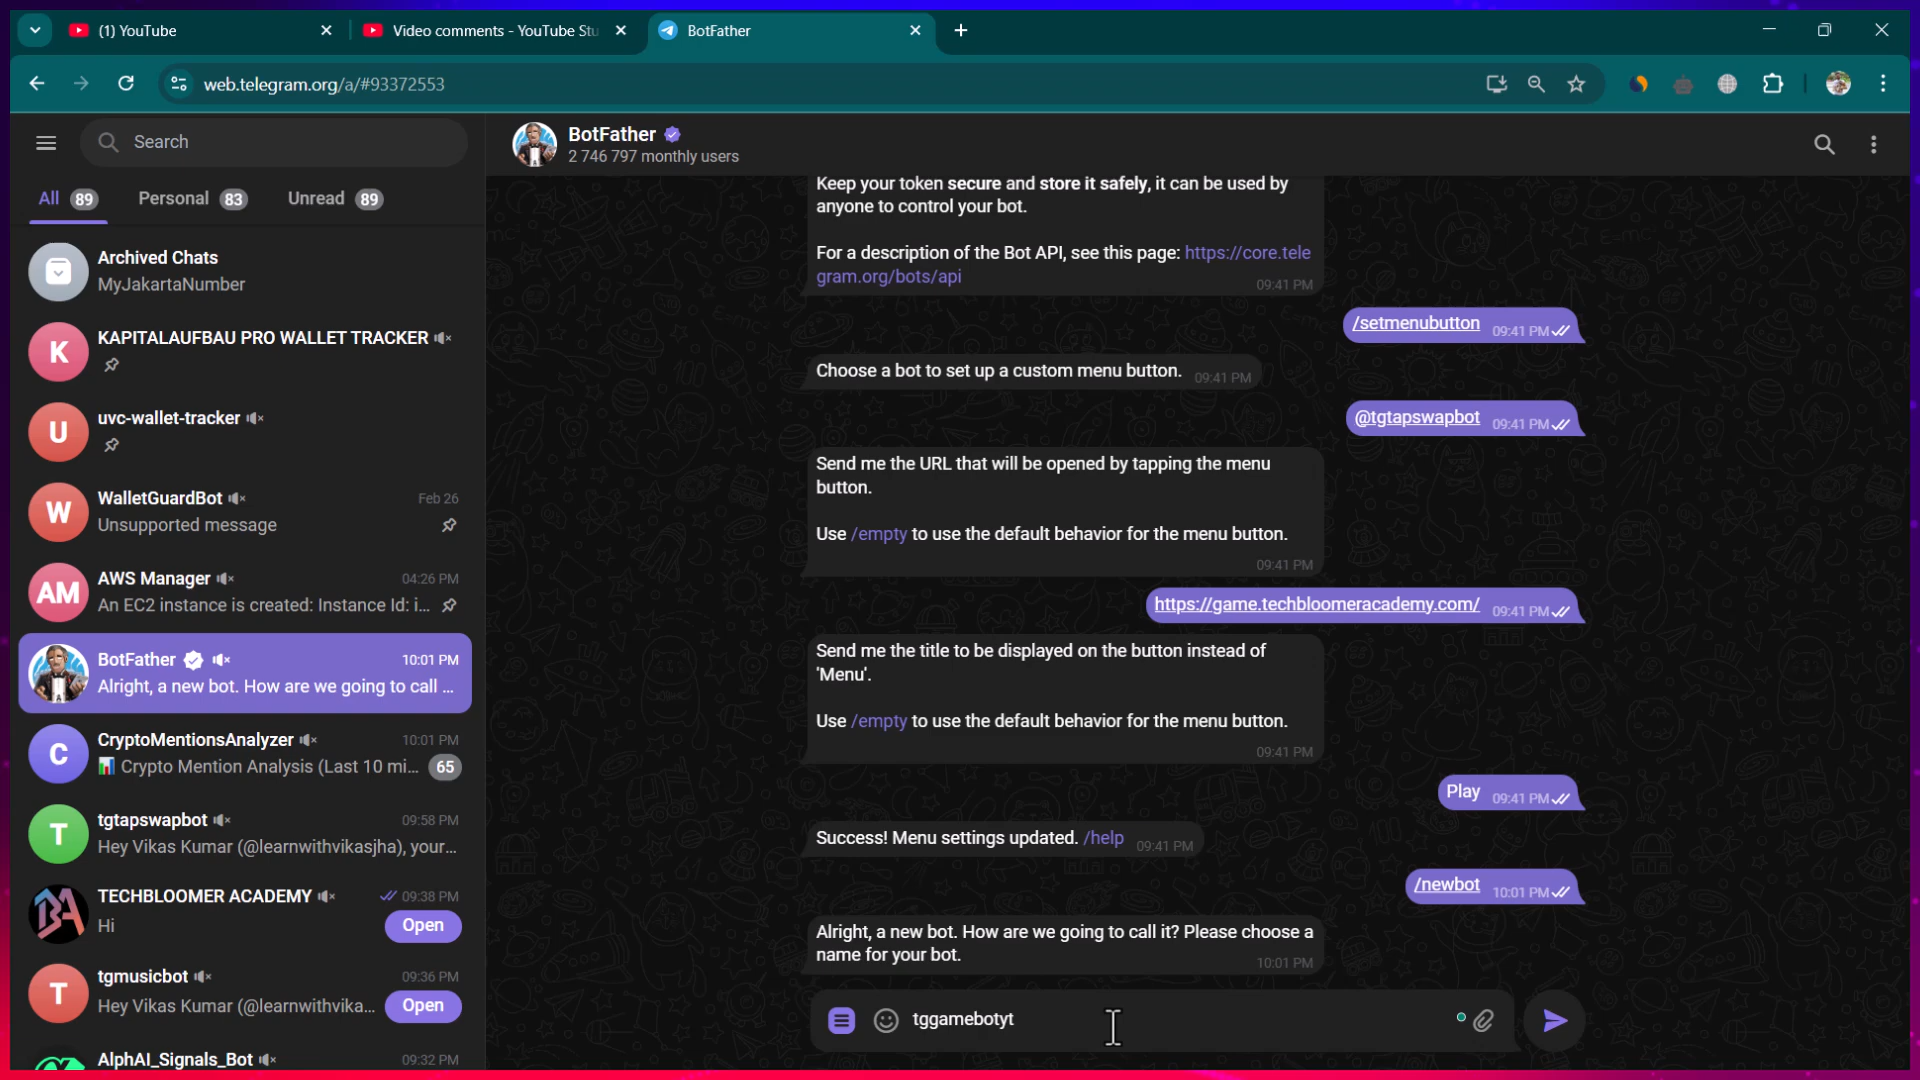 (1) YouTube
Video comments - YouTube Stu
BotFather
web.telegram.org/a/#93372553
Search
All 89
Personal 83
Unread 89
Archived Chats
MyJakartaNumber
KAPITALAUFBAU PRO WALLET TRACKER
K
uvc-wallet-tracker
U
WalletGuardBot
Feb 26
W
Unsupported message
AWS Manager
04:26 PM
AM
An EC2 instance is created: Instance Id: i...
BotFather
10:01 PM
Alright, a new bot. How are we going to call ...
CryptoMentionsAnalyzer
10:01 PM
C
Crypto Mention Analysis (Last 10 mi...
65
tgtapswapbot
09:58 PM
T
Hey Vikas Kumar (@learnwithvikasjha), your...
TECHBLOOMER ACADEMY
09:38 PM
BA
Hi
Open
tgmusicbot
09:36 PM
T
Hey Vikas Kumar (@learnwithvika...
Open
AlphAI_Signals_Bot
09:32 PM
BotFather
2 746 797 monthly users
Keep your token secure and store it safely, it can be used by
anyone to control your bot.
For a description of the Bot API, see this page: https://core.tele
gram.org/bots/api
09:41 PM
/setmenubutton 09:41 PM
Choose a bot to set up a custom menu button. 09:41 PM
@tgtapswapbot 09:41 PM
Send me the URL that will be opened by tapping the menu
button.
Use /empty to use the default behavior for the menu button.
09:41 PM
https://game.techbloomeracademy.com/ 09:41 PM
Send me the title to be displayed on the button instead of
'Menu'.
Use /empty to use the default behavior for the menu button.
09:41 PM
Play 09:41 PM
Success! Menu settings updated. /help 09:41 PM
/newbot 10:01 PM
Alright, a new bot. How are we going to call it? Please choose a
name for your bot.
10:01 PM
tggamebotyt